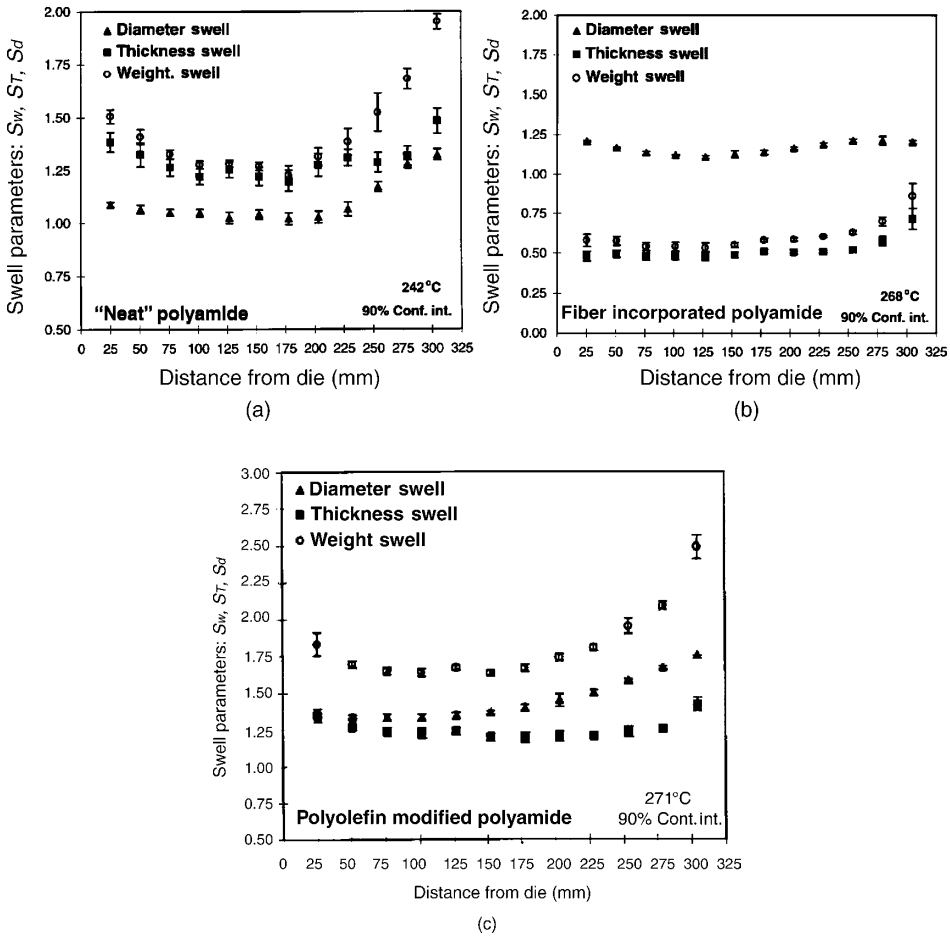 Swell parameters: Sw, ST, Sd
2.00
1.75
1.50
1.25
1.00
0.75
0.50
Diameter swell
Thickness swell
Weight. swell
242°C
“Neat” polyamide
90% Conf. int.
0 25 50 75 100 125 150 175 200 225 250 275 300 325
Distance from die (mm)
(a)
2.00
1.75
1.50
1.25
1.00
0.75
0.50
0.25
0.00
Diameter swell
Thickness swell
Weight swell
268°C
Fiber incorporated polyamide
90% Conf. int.
0 25 50 75 100 125 150 175 200 225 250 275 300 325
Distance from die (mm)
(b)
Swell parameters: Sw, ST, Sd
3.00
2.75
2.50
2.25
2.00
1.75
1.50
1.25
1.00
0.75
0.50
Diameter swell
Thickness swell
Weight swell
271°C
Polyolefin modified polyamide
90% Cont. int.
0 25 50 75 100 125 150 175 200 225 250 275 300 325
Distance from die (mm)
(c)